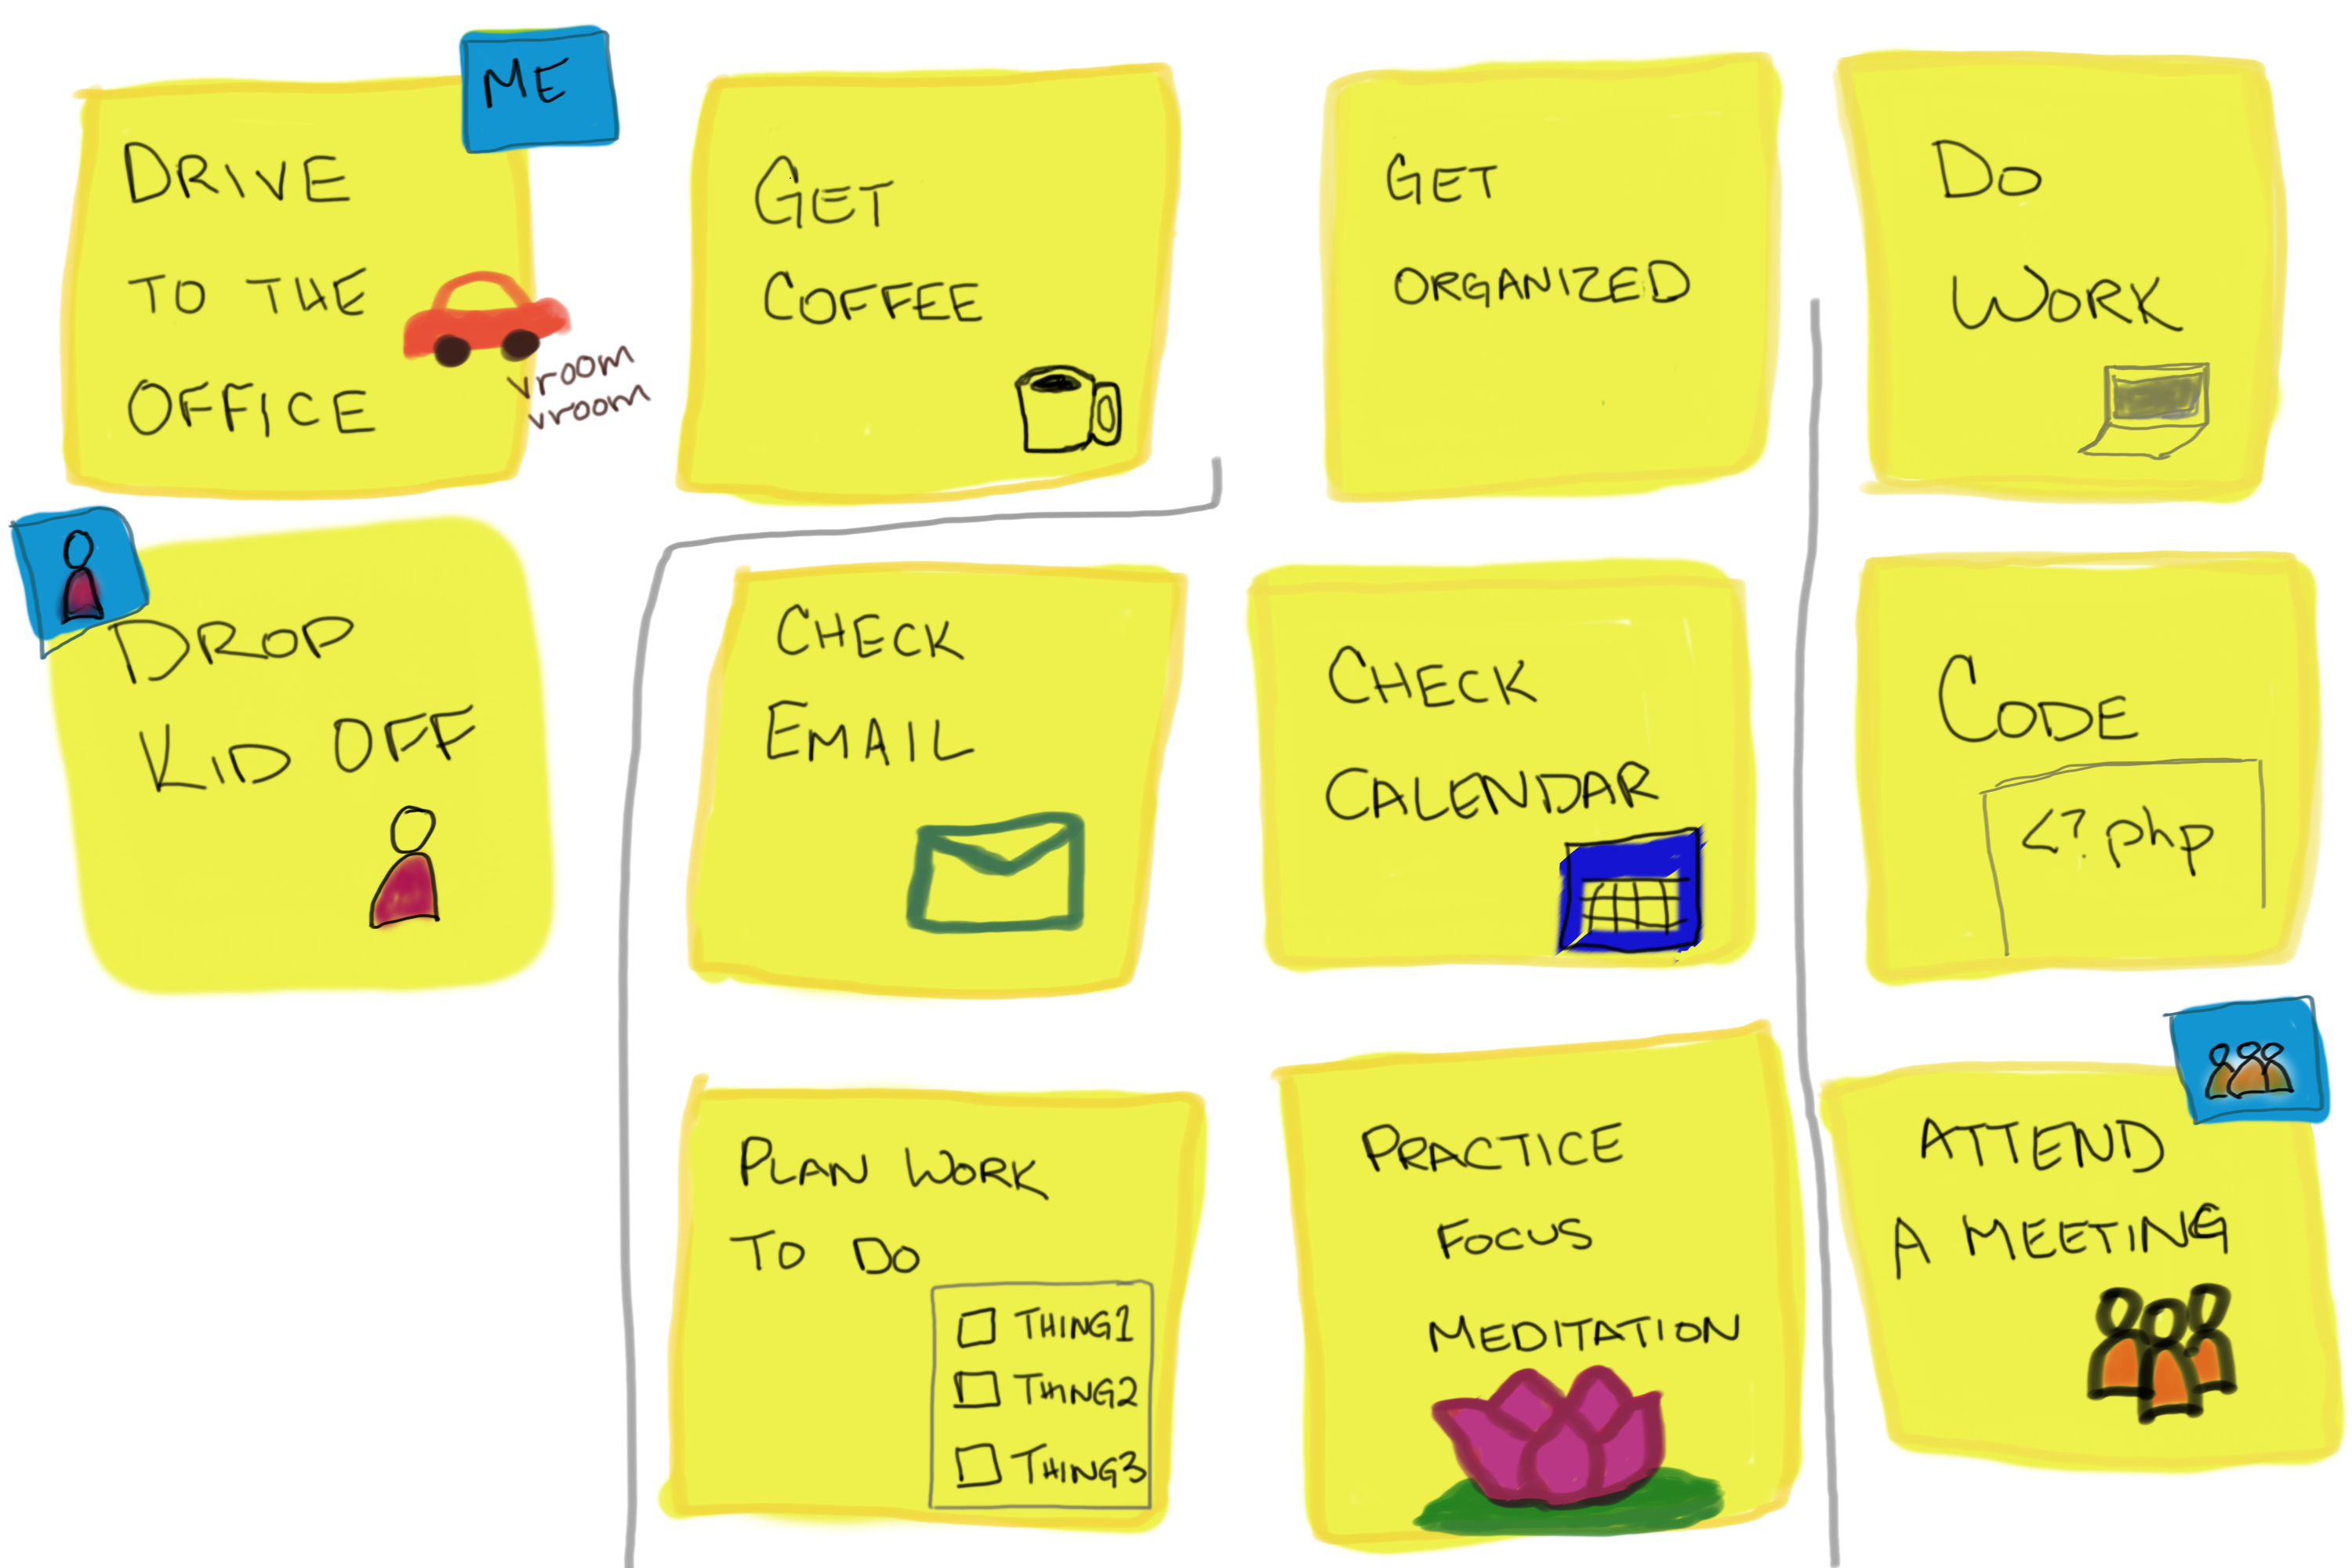 ME
DRIVE
TO THE
OFFICE
vroom
vroom
GET
COFFEE
GET
ORGANIZED
DO
WORK
DROP
KID OFF
CHECK
EMAIL
CHECK
CALENDAR
CODE
<?php
PLAN WORK
TO DO
THING1
THING2
THING3
PRACTICE
FOCUS
MEDITATION
ATTEND
A MEETING